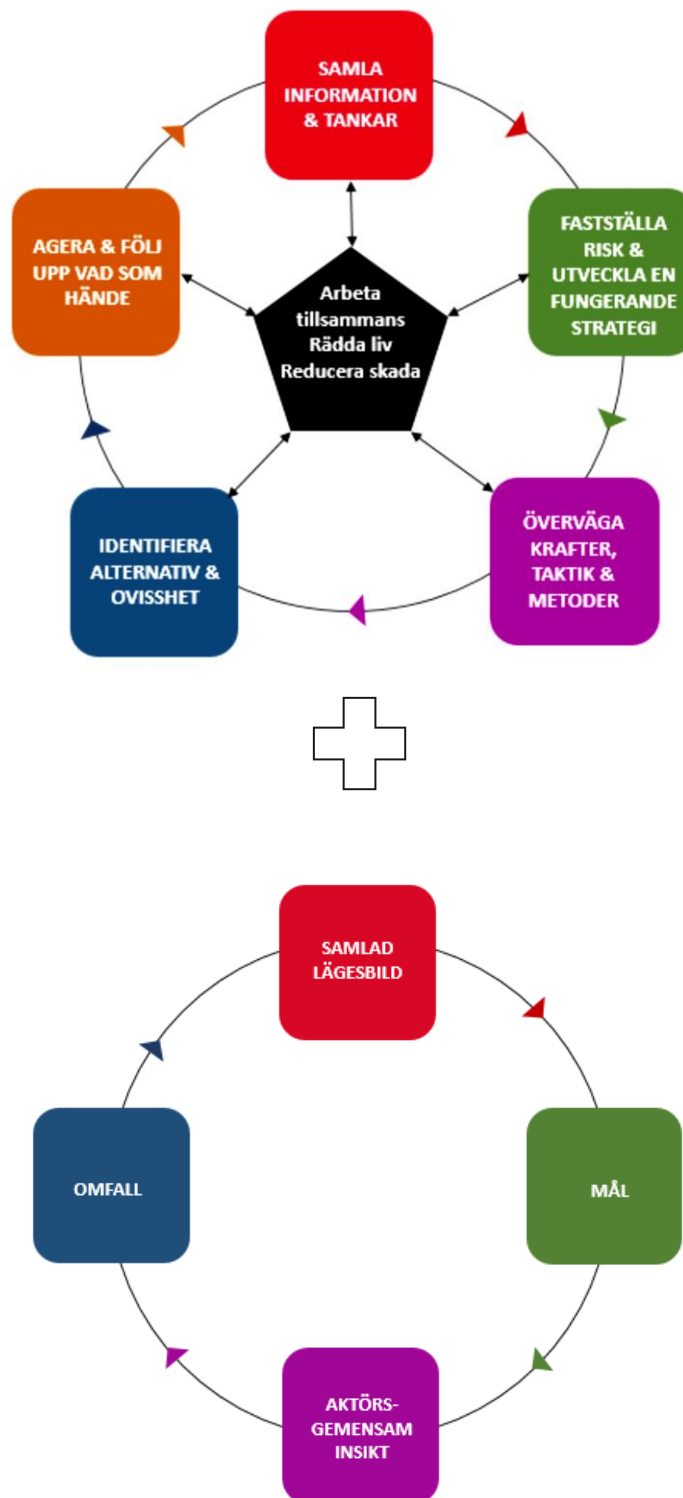 SAMLA
INFORMATION
& TANKAR
AGERA & FÖLJ
UPP VAD SOM
HÄNDE
FASTSTÄLLA
RISK &
UTVECKLA EN
FUNGERANDE
STRATEGI
Arbeta
tillsammans
Rädda liv
Reducera skada
IDENTIFIERA
ALTERNATIV &
OVISSHET
ÖVERVÄGA
KRAFTER,
TAKTIK &
METODER
SAMLAD
LÄGESBILD
OMFALL
MÅL
AKTÖRS-
GEMENSAM
INSIKT